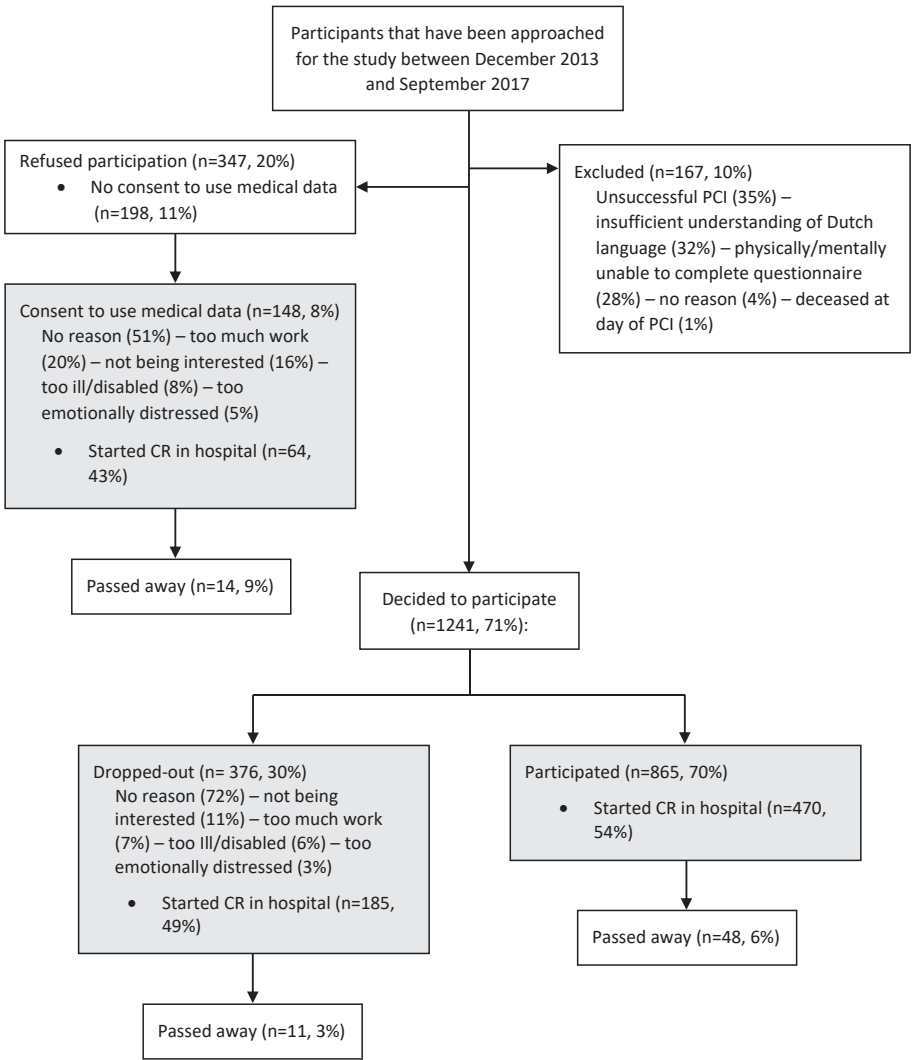 Participants that have been approached
for the study between December 2013
and September 2017
Refused participation (n=347, 20%)
• No consent to use medical data
(n=198, 11%)
Excluded (n=167, 10%)
Unsuccessful PCI (35%) –
insufficient understanding of Dutch
language (32%) – physically/mentally
unable to complete questionnaire
(28%) – no reason (4%) – deceased at
day of PCI (1%)
Consent to use medical data (n=148, 8%)
No reason (51%) – too much work
(20%) – not being interested (16%) –
too ill/disabled (8%) – too
emotionally distressed (5%)
• Started CR in hospital (n=64,
43%)
Passed away (n=14, 9%)
Decided to participate
(n=1241, 71%):
Dropped-out (n= 376, 30%)
No reason (72%) – not being
interested (11%) – too much work
(7%) – too Ill/disabled (6%) – too
emotionally distressed (3%)
• Started CR in hospital (n=185,
49%)
Participated (n=865, 70%)
• Started CR in hospital (n=470,
54%)
Passed away (n=48, 6%)
Passed away (n=11, 3%)